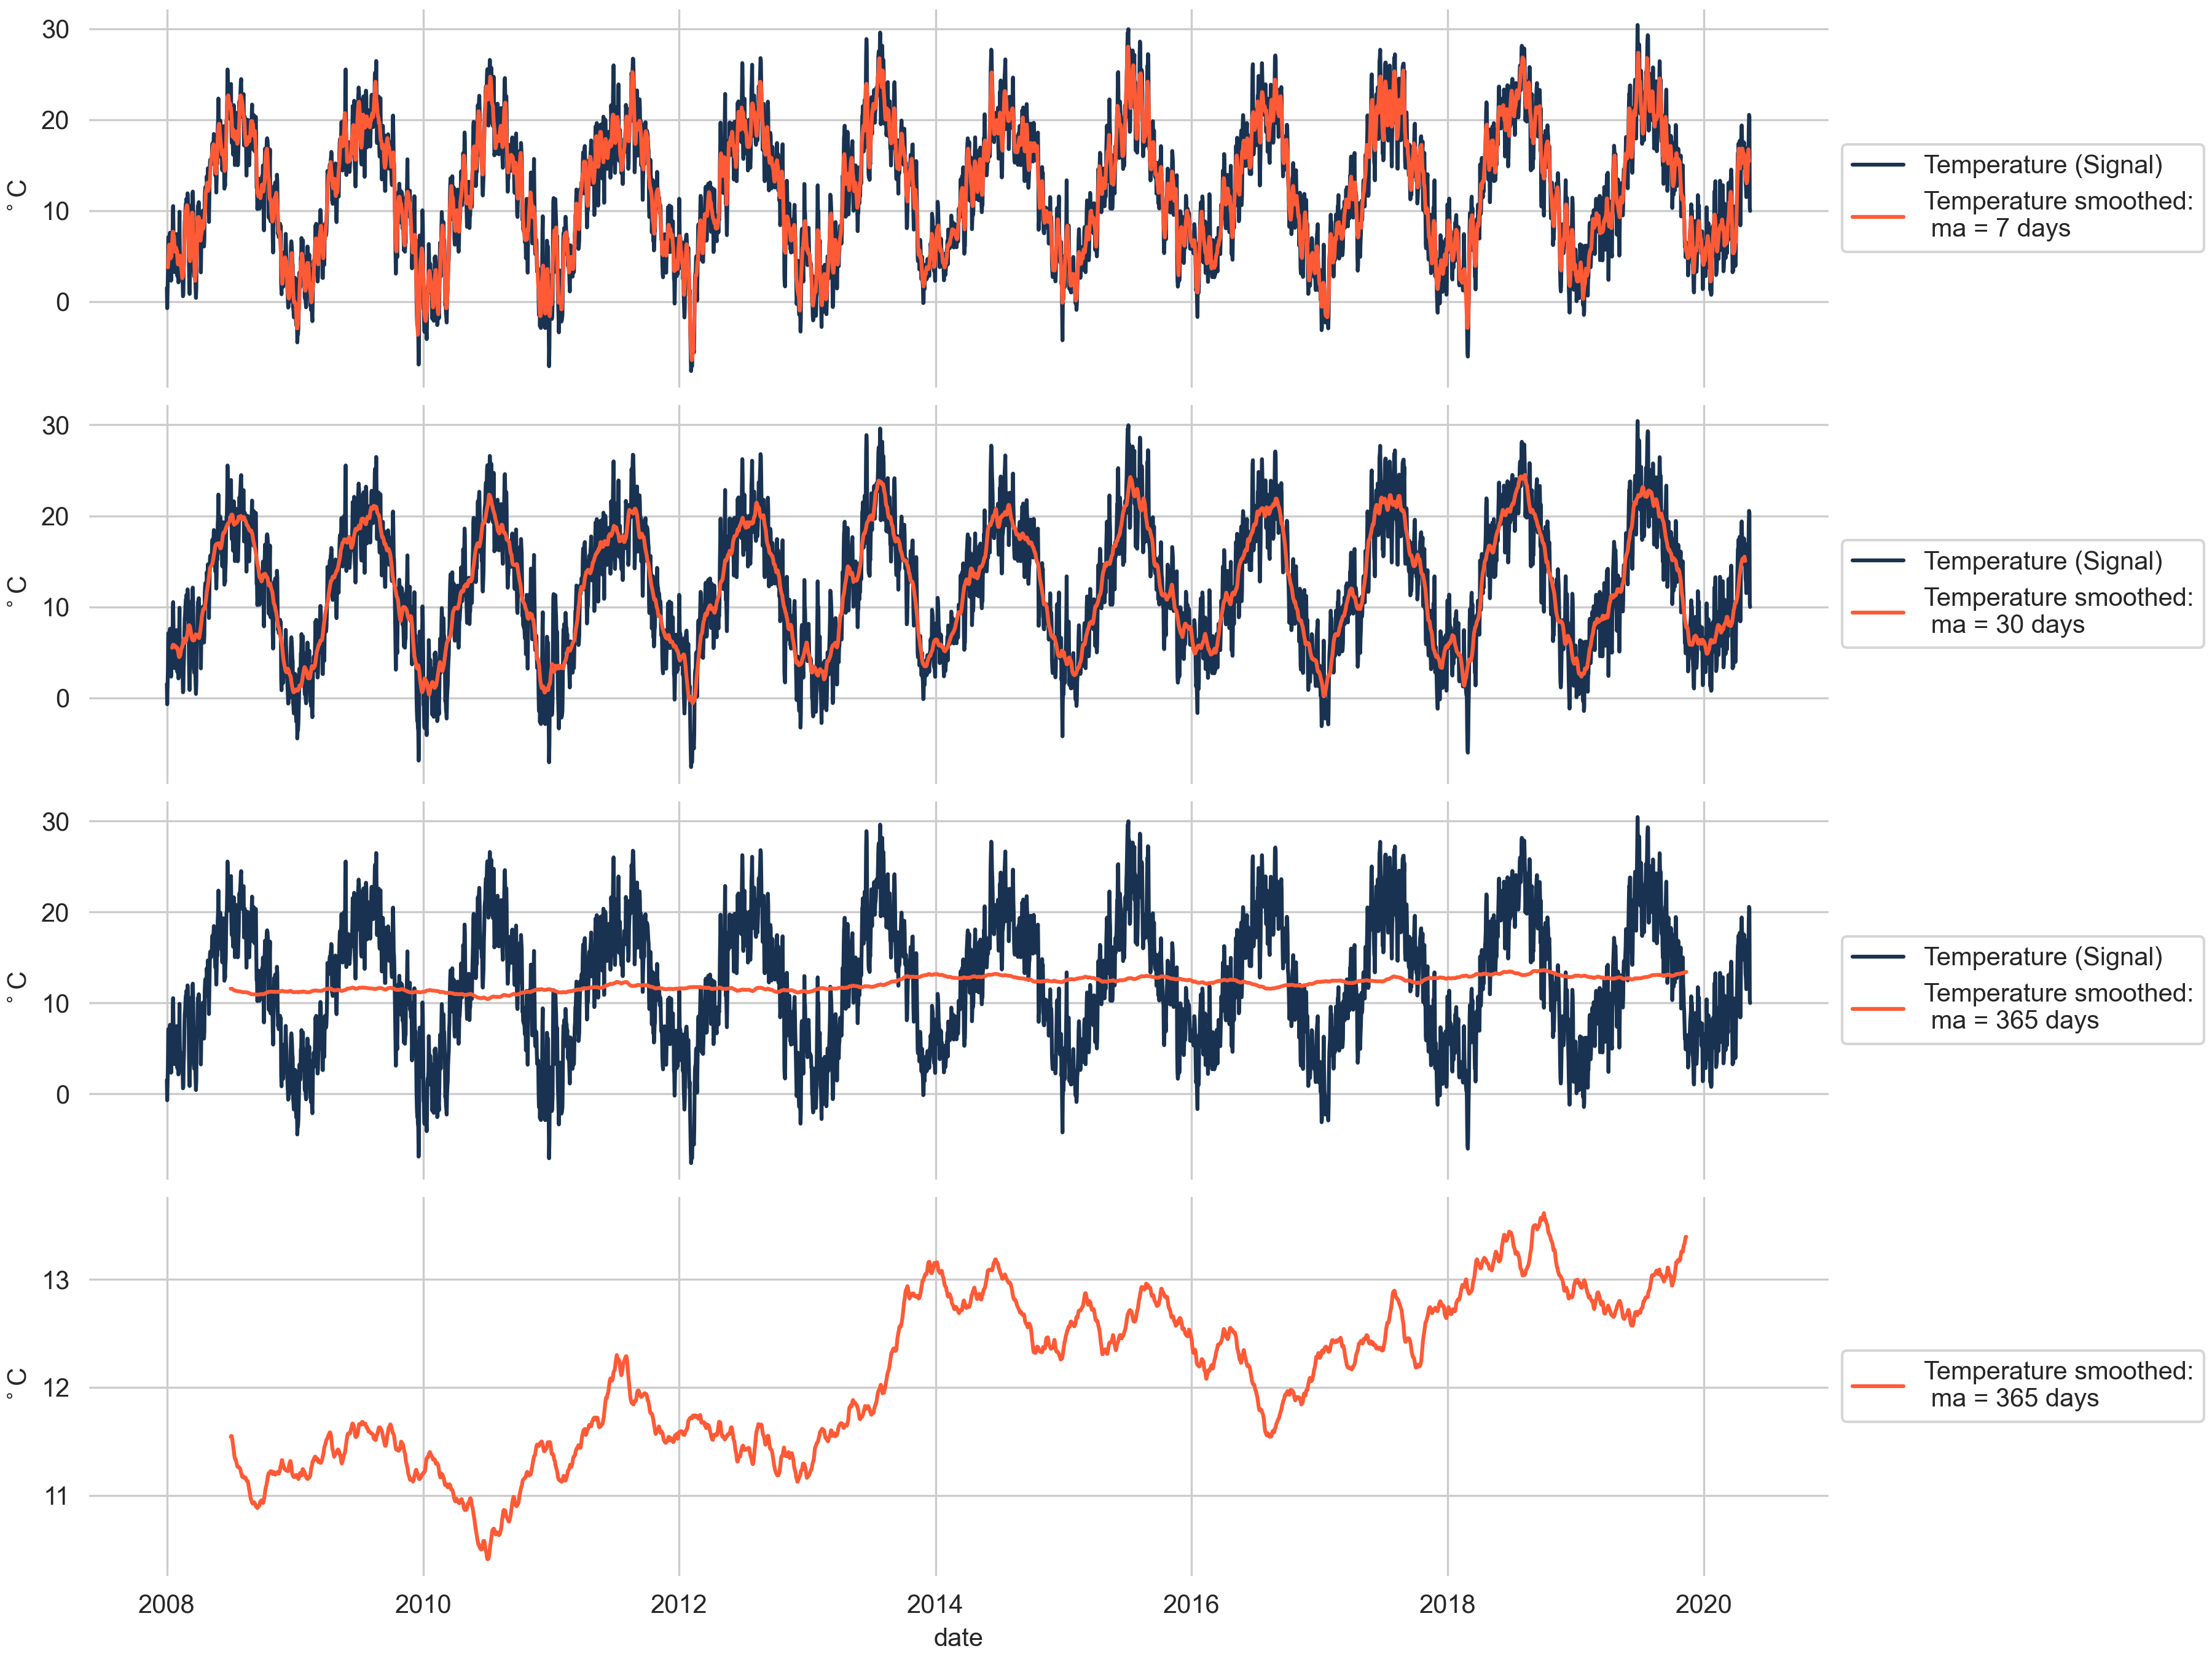 30
20
10
0
°C
Temperature (Signal)
Temperature smoothed:
ma = 7 days
30
20
10
0
°C
Temperature (Signal)
Temperature smoothed:
ma = 30 days
30
20
10
0
°C
Temperature (Signal)
Temperature smoothed:
ma = 365 days
13
12
11
°C
Temperature smoothed:
ma = 365 days
2008 2010 2012 2014 2016 2018 2020
date